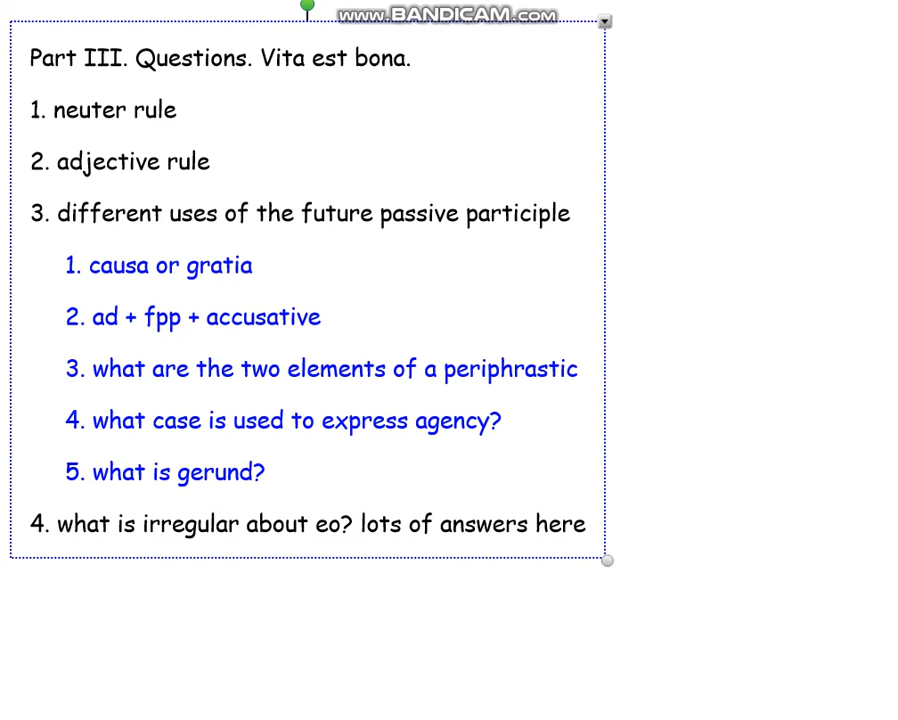 www.BANDICAM.com
Part III. Questions. Vita est bona.
1. neuter rule
2. adjective rule
3. different uses of the future passive participle
1. causa or gratia
2. ad + fpp + accusative
3. what are the two elements of a periphrastic
4. what case is used to express agency?
5. what is gerund?
4. what is irregular about eo? lots of answers here